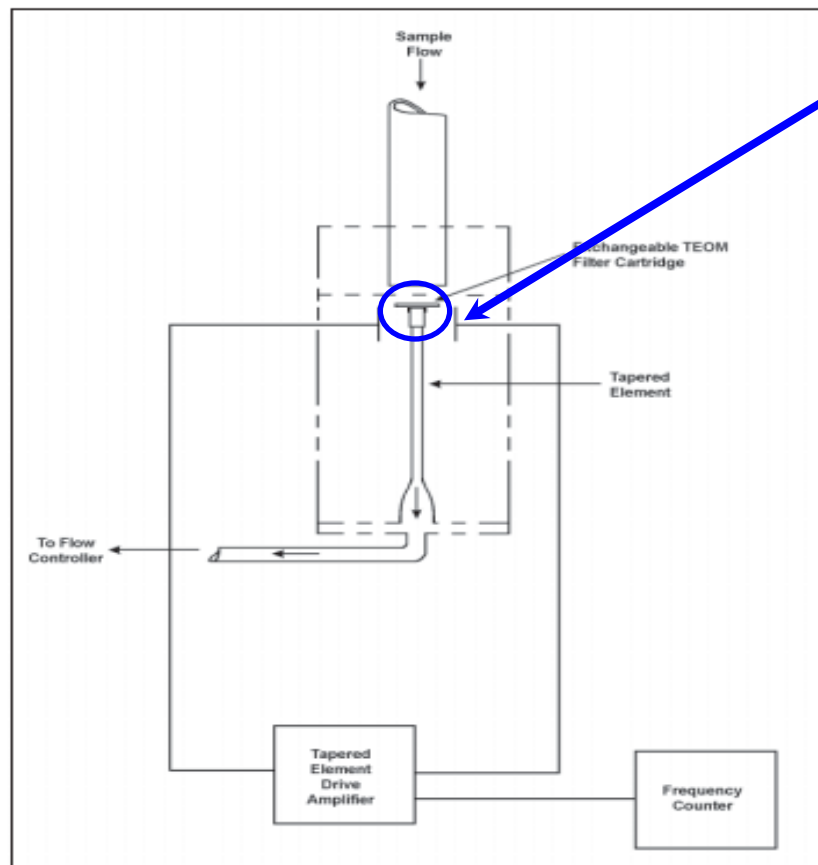 Sample
Flow
Exchangeable TEOM
Filter Cartridge
Tapered
Element
To Flow
Controller
Tapered
Element
Drive
Amplifier
Frequency
Counter